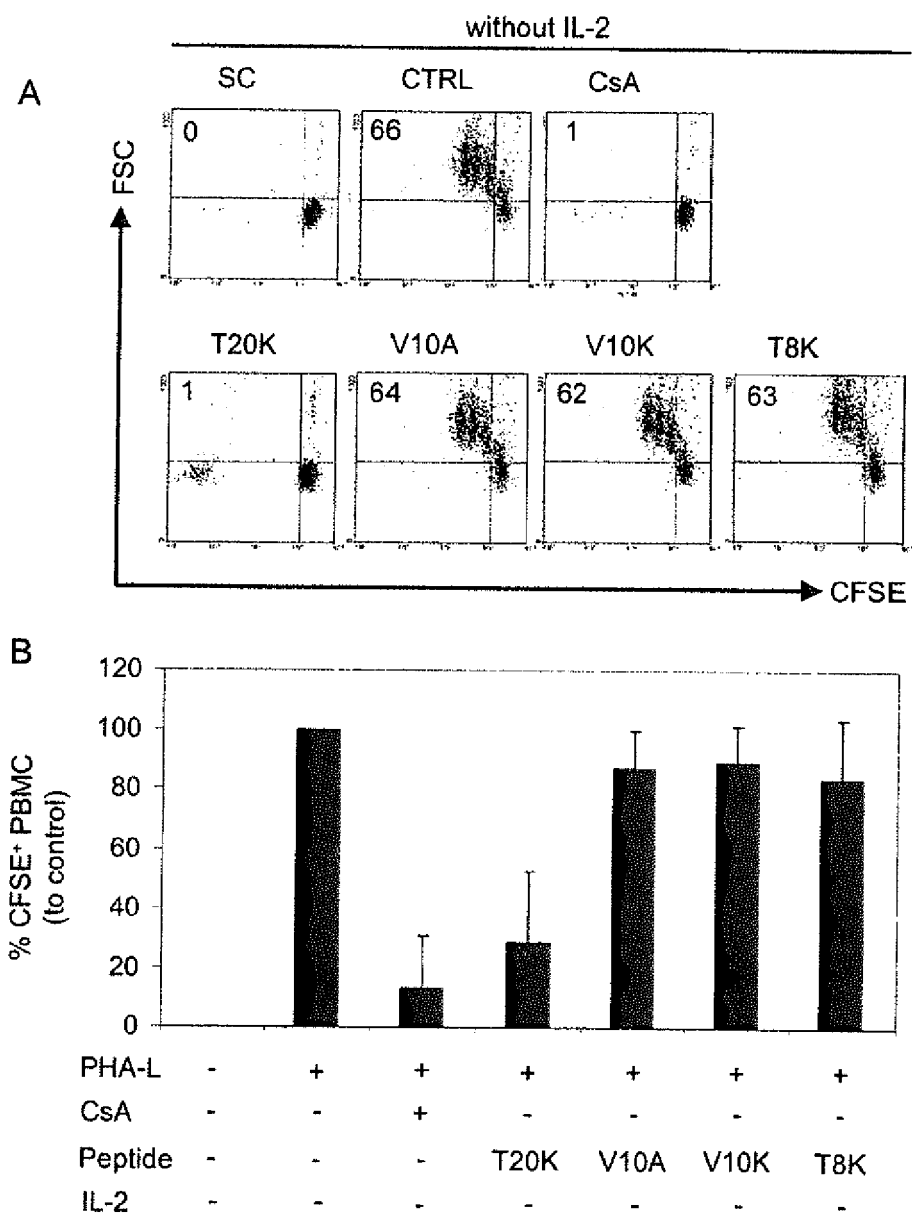 without IL-2
A
SC CTRL CsA
0 66 1
FSC
T20K V10A V10K T8K
1 64 62 63
CFSE
B
% CFSE⁺ PBMC
(to control)
120
100
80
60
40
20
0
PHA-L - + + + + + +
CsA - - + - - - -
Peptide - - - T20K V10A V10K T8K
IL-2 - - - - - - -